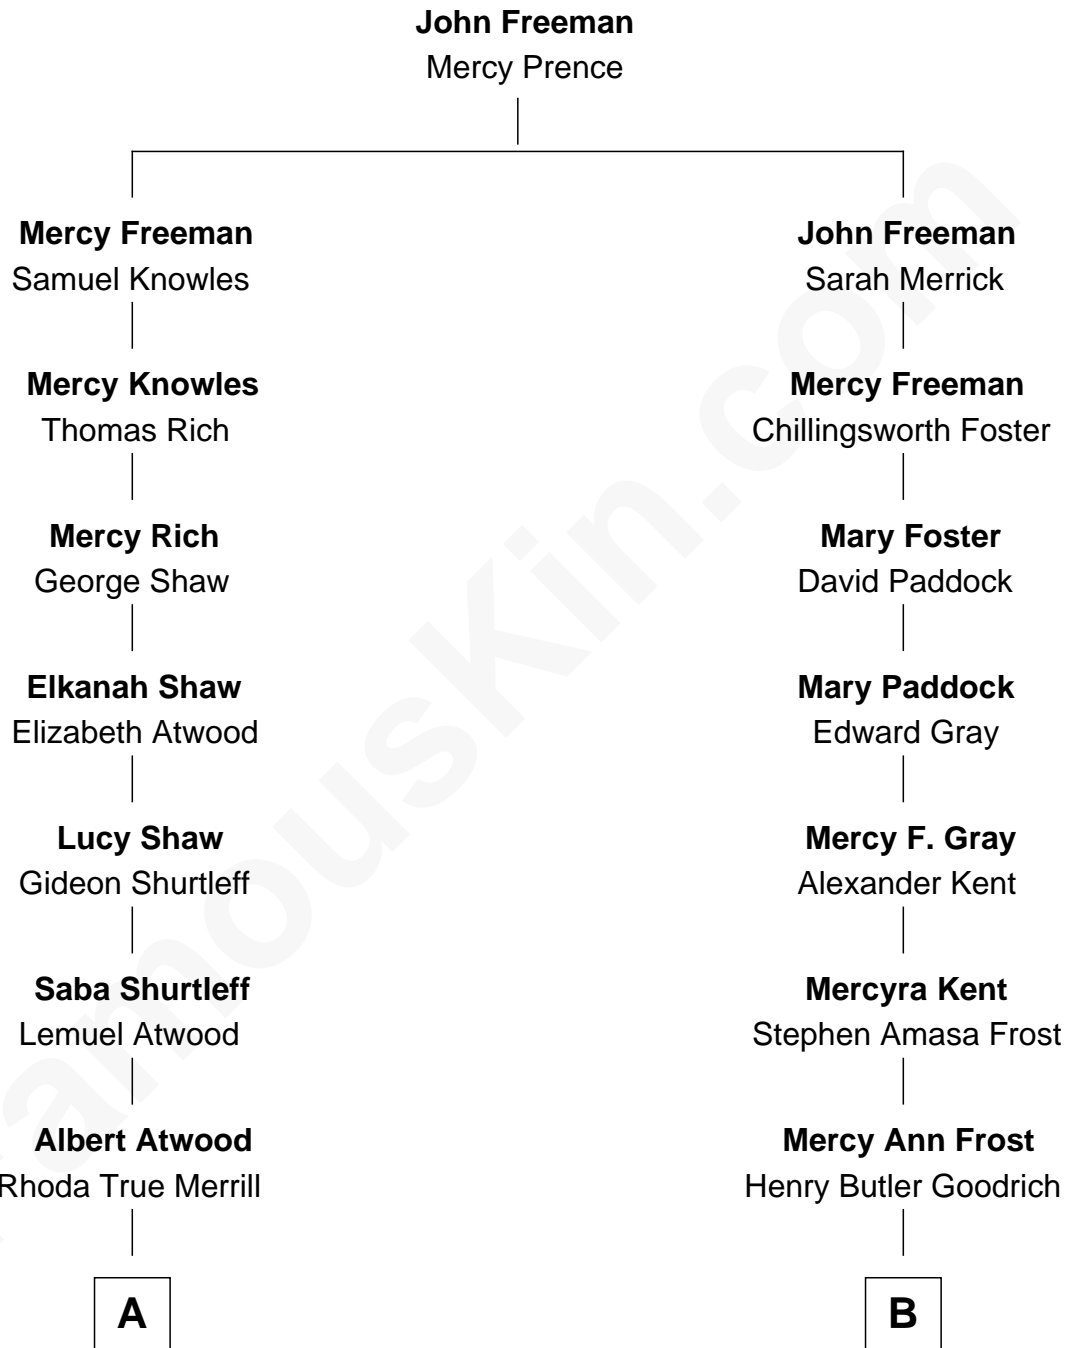 John Freeman
Mercy Prence
Mercy Freeman
Samuel Knowles
Mercy Knowles
Thomas Rich
Mercy Rich
George Shaw
Elkanah Shaw
Elizabeth Atwood
Lucy Shaw
Gideon Shurtleff
Saba Shurtleff
Lemuel Atwood
Albert Atwood
Rhoda True Merrill
A
John Freeman
Sarah Merrick
Mercy Freeman
Chillingsworth Foster
Mary Foster
David Paddock
Mary Paddock
Edward Gray
Mercy F. Gray
Alexander Kent
Mercyra Kent
Stephen Amasa Frost
Mercy Ann Frost
Henry Butler Goodrich
B
FamousKin.com